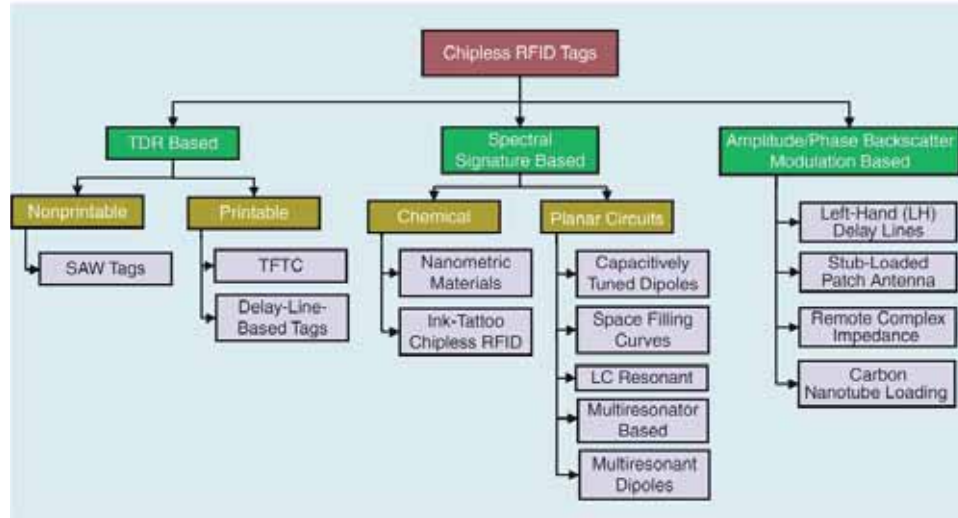 Chipless RFID Tags
TDR Based
Spectral
Signature Based
Amplitude/Phase Backscatter
Modulation Based
Nonprintable
Printable
Chemical
Planar Circuits
SAW Tags
TFTC
Delay-Line-
Based Tags
Nanometric
Materials
Ink-Tattoo
Chipless RFID
Capacitively
Tuned Dipoles
Space Filling
Curves
LC Resonant
Multiresonator
Based
Multiresonant
Dipoles
Left-Hand (LH)
Delay Lines
Stub-Loaded
Patch Antenna
Remote Complex
Impedance
Carbon
Nanotube Loading